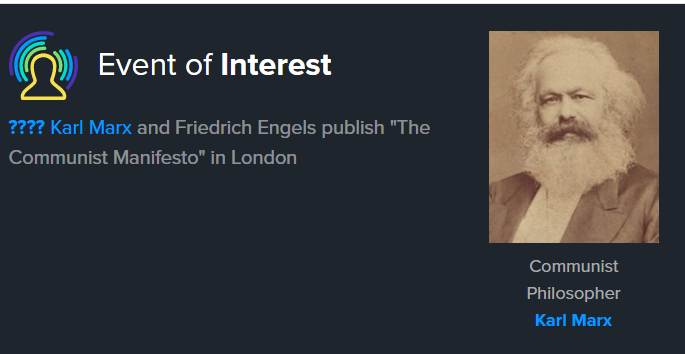 Event of Interest
???? Karl Marx and Friedrich Engels publish "The
Communist Manifesto" in London
Communist
Philosopher
Karl Marx